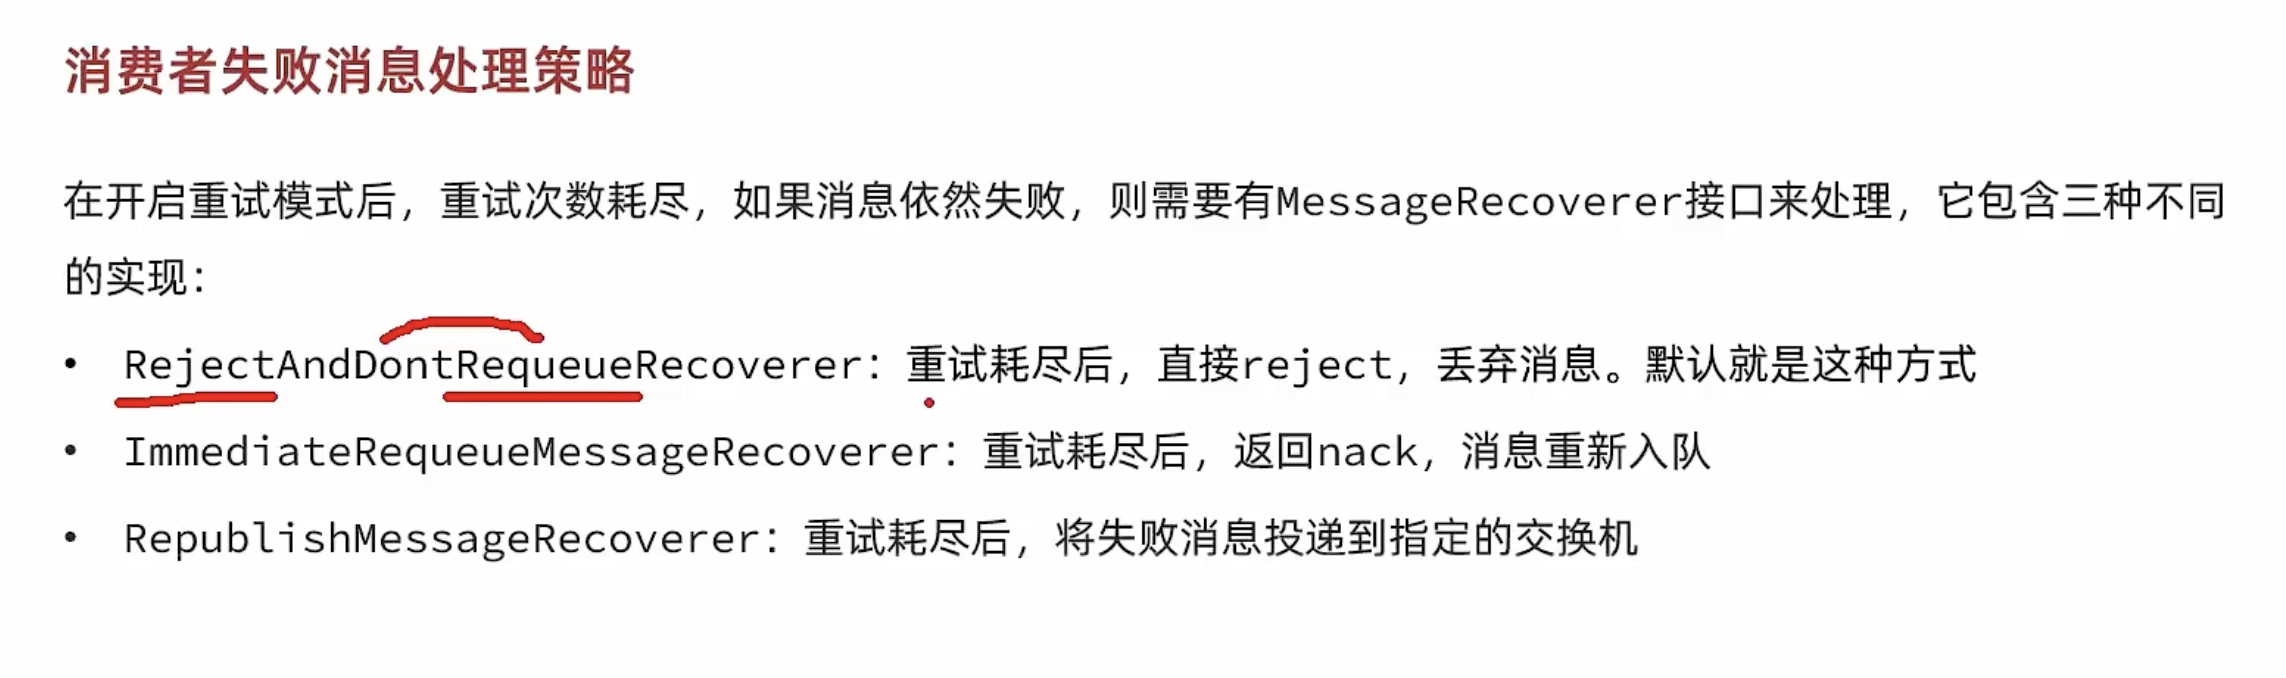 消费者失败消息处理策略
在开启重试模式后，重试次数耗尽，如果消息依然失败，则需要有MessageRecoverer接口来处理，它包含三种不同
的实现：
• RejectAndDontRequeueRecoverer：重试耗尽后，直接reject，丢弃消息。默认就是这种方式
• ImmediateRequeueMessageRecoverer：重试耗尽后，返回nack，消息重新入队
• RepublishMessageRecoverer：重试耗尽后，将失败消息投递到指定的交换机